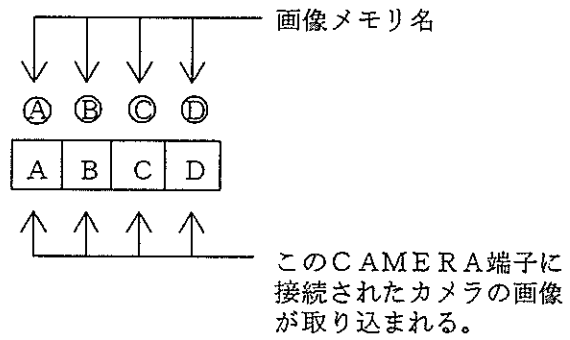 画像メモリ名
Ⓐ Ⓑ Ⓒ Ⓓ
A B C D
このCAMERA端子に
接続されたカメラの画像
が取り込まれる。